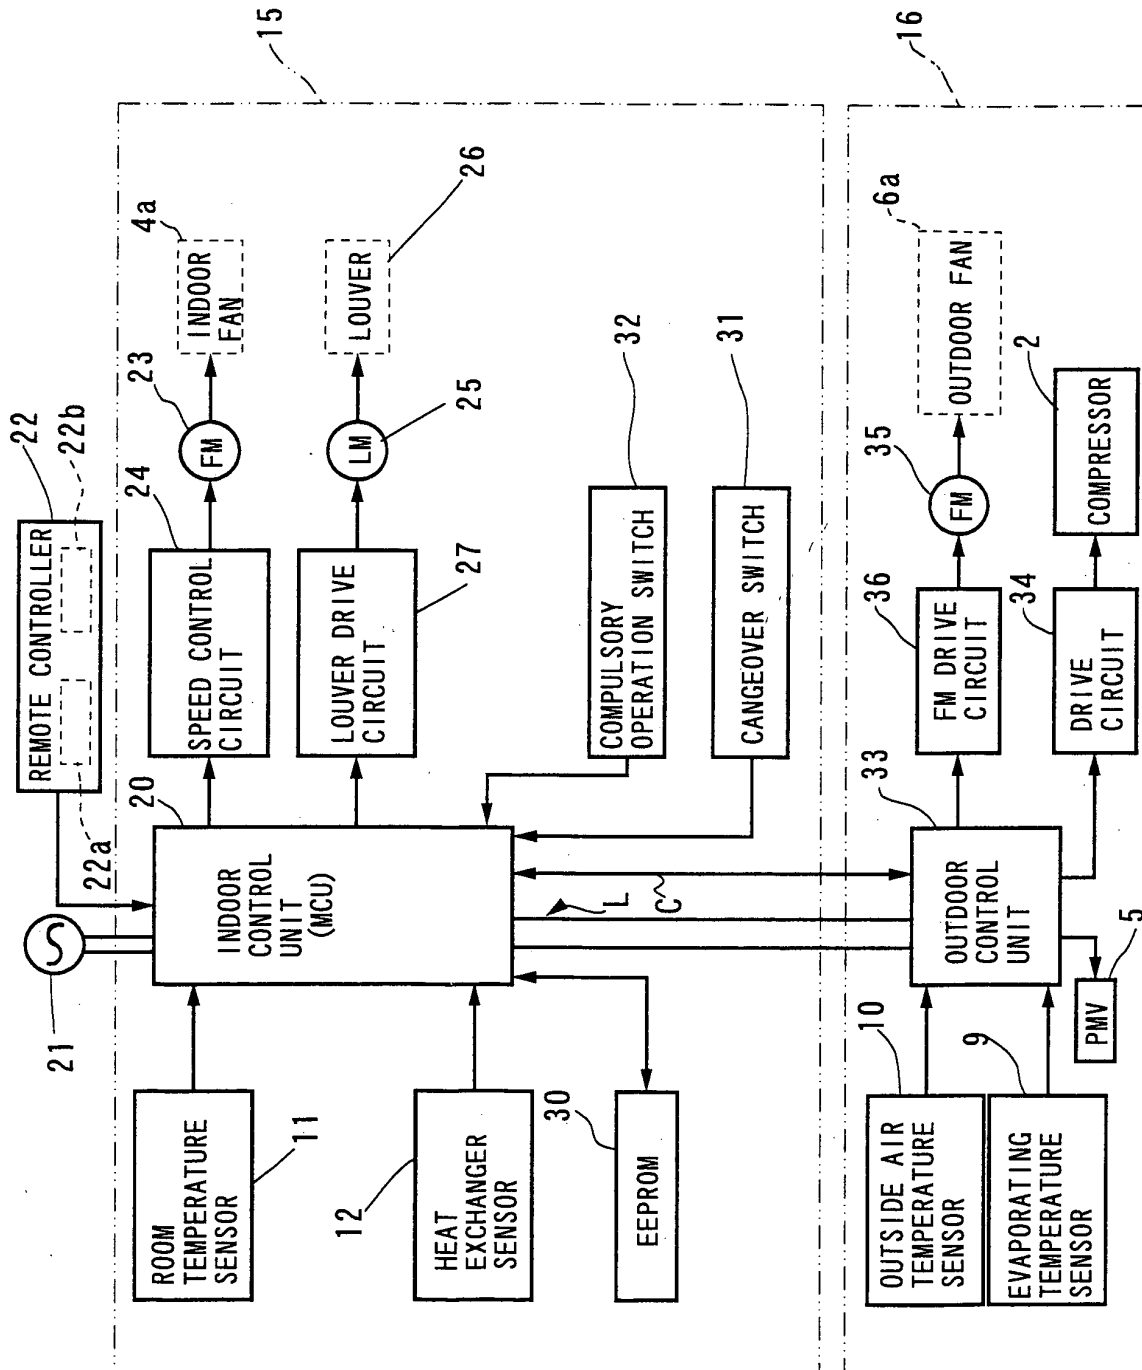 15
16
21
22
REMOTE CONTROLLER
22a
22b
20
INDOOR
CONTROL
UNIT
(MCU)
ROOM
TEMPERATURE
SENSOR
11
12
HEAT
EXCHANGER
SENSOR
30
EEPROM
24
SPEED CONTROL
CIRCUIT
23
FM
4a
INDOOR
FAN
LOUVER DRIVE
CIRCUIT
27
LM
25
LOUVER
26
COMPULSORY
OPERATION SWITCH
32
CANGEOVER SWITCH
31
L
C
33
OUTDOOR
CONTROL
UNIT
10
OUTSIDE AIR
TEMPERATURE
SENSOR
9
EVAPORATING
TEMPERATURE
SENSOR
PMV
5
36
FM DRIVE
CIRCUIT
35
FM
OUTDOOR FAN
6a
34
DRIVE
CIRCUIT
COMPRESSOR
2